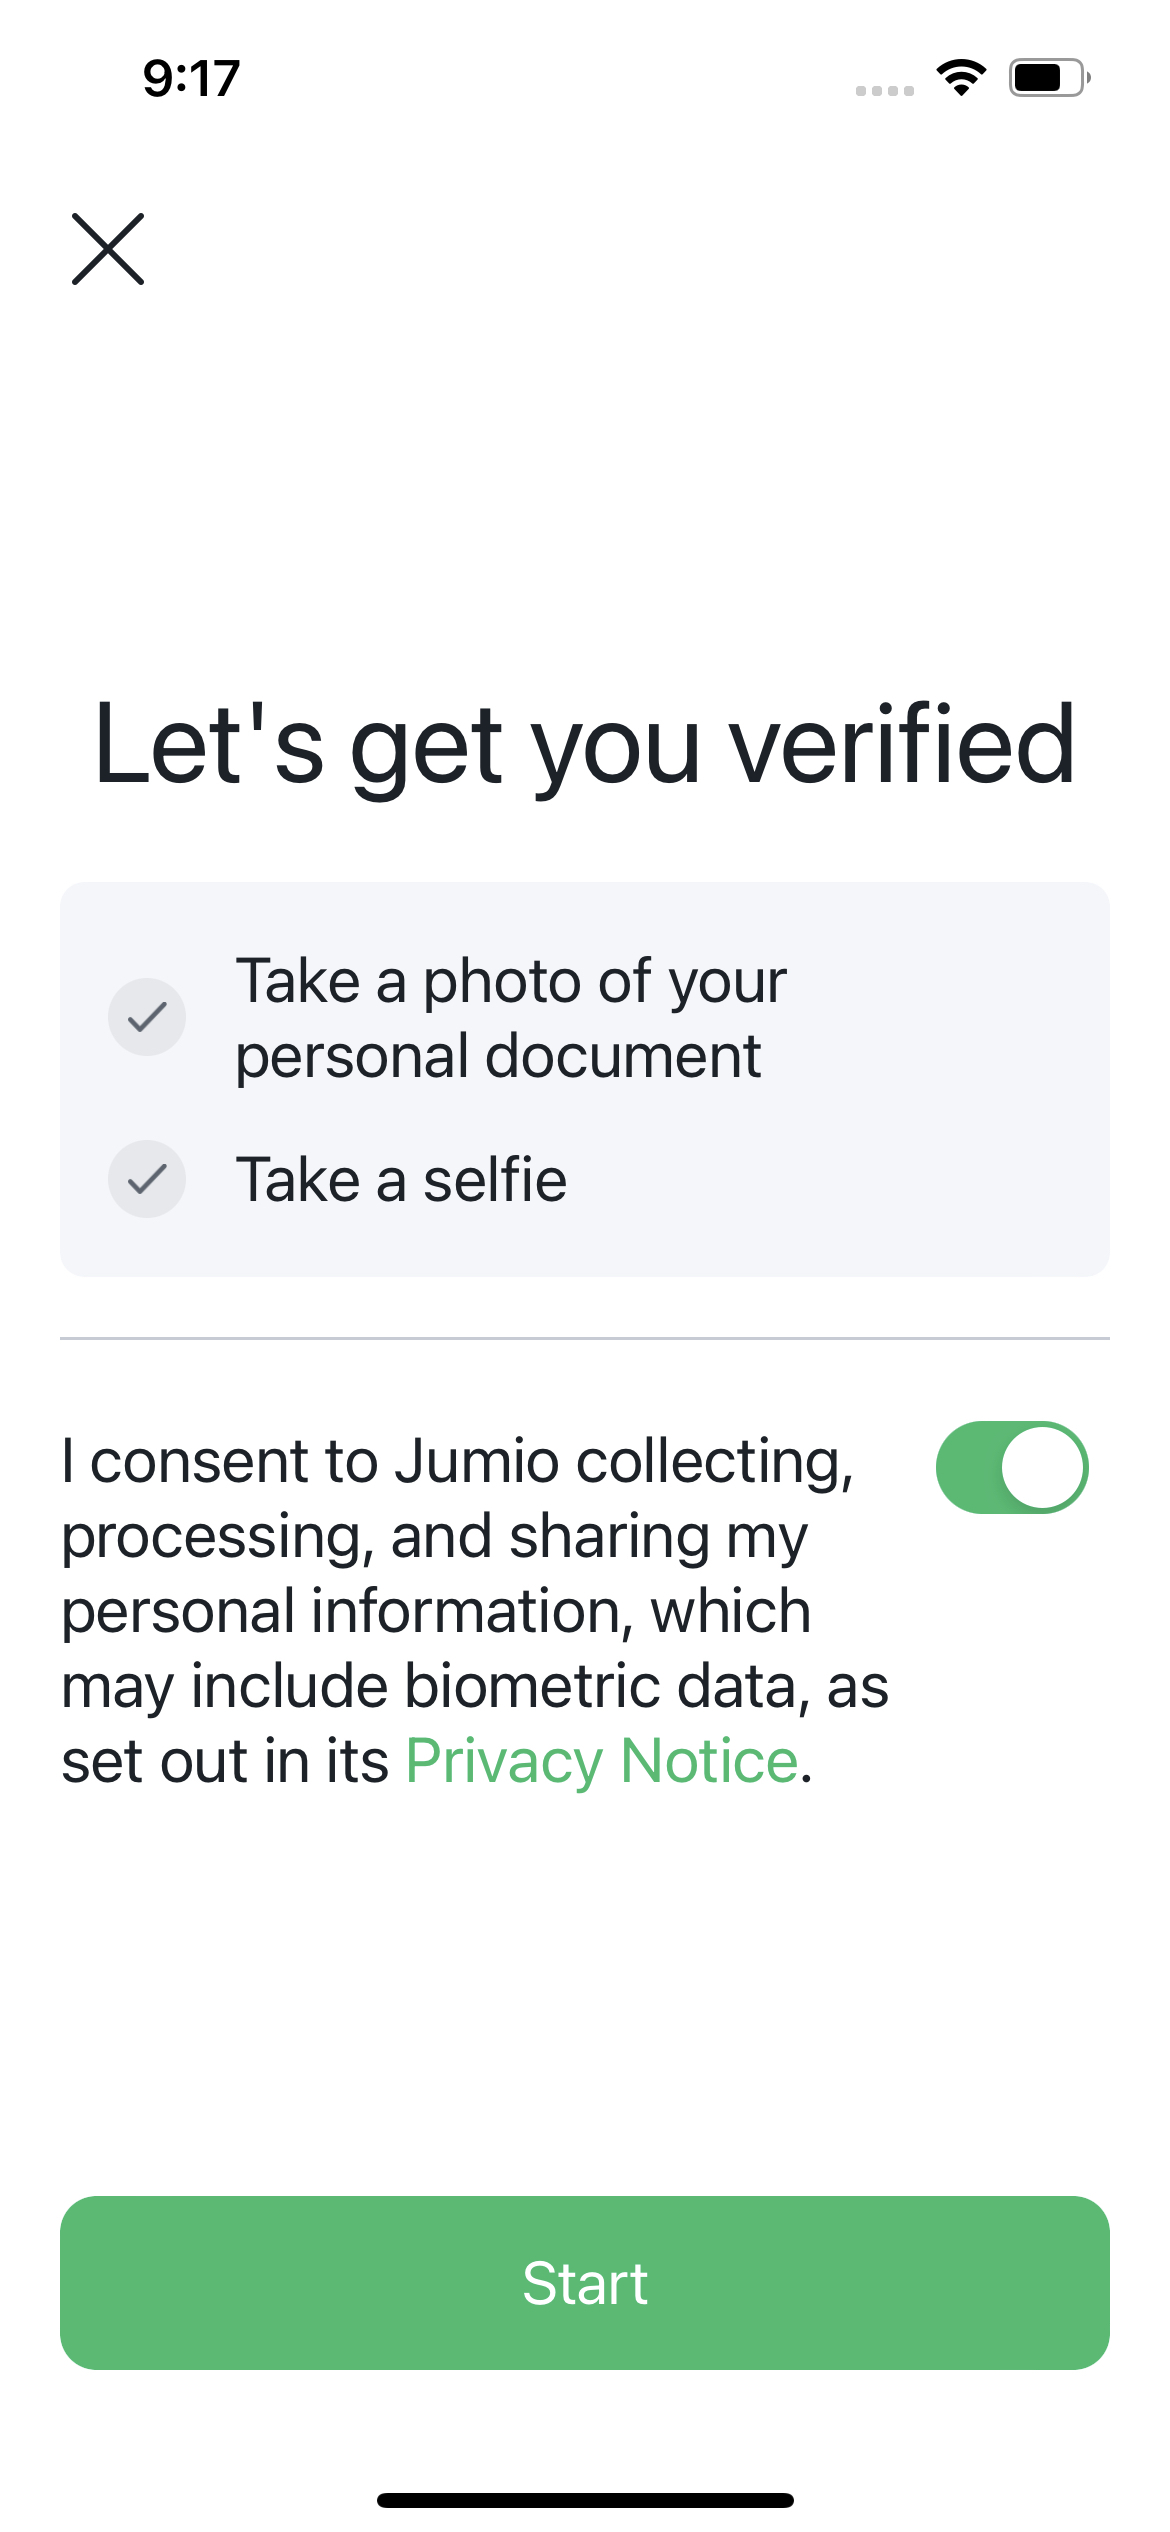 9:17
Let's get you verified
Take a photo of your
personal document
Take a selfie
I consent to Jumio collecting,
processing, and sharing my
personal information, which
may include biometric data, as
set out in its Privacy Notice.
Start